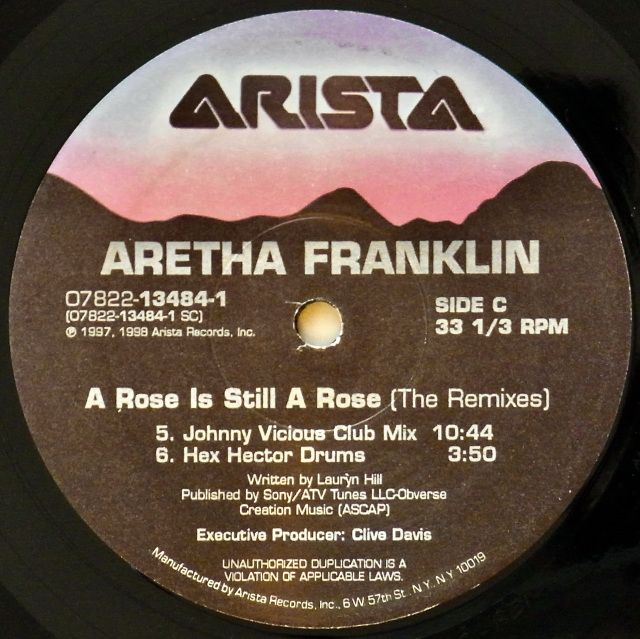 ARISTA
ARETHA FRANKLIN
07822-13484-1
(07822-13484-1 SC)
℗ 1997, 1998 Arista Records, Inc.
SIDE C
33 1/3 RPM
A Rose Is Still A Rose (The Remixes)
5. Johnny Vicious Club Mix 10:44
6. Hex Hector Drums 3:50
Written by Lauryn Hill
Published by Sony/ATV Tunes LLC-Obverse
Creation Music (ASCAP)
Executive Producer: Clive Davis
UNAUTHORIZED DUPLICATION IS A
VIOLATION OF APPLICABLE LAWS.
Manufactured by Arista Records, Inc., 6 W 57th St. N.Y. N.Y 10019